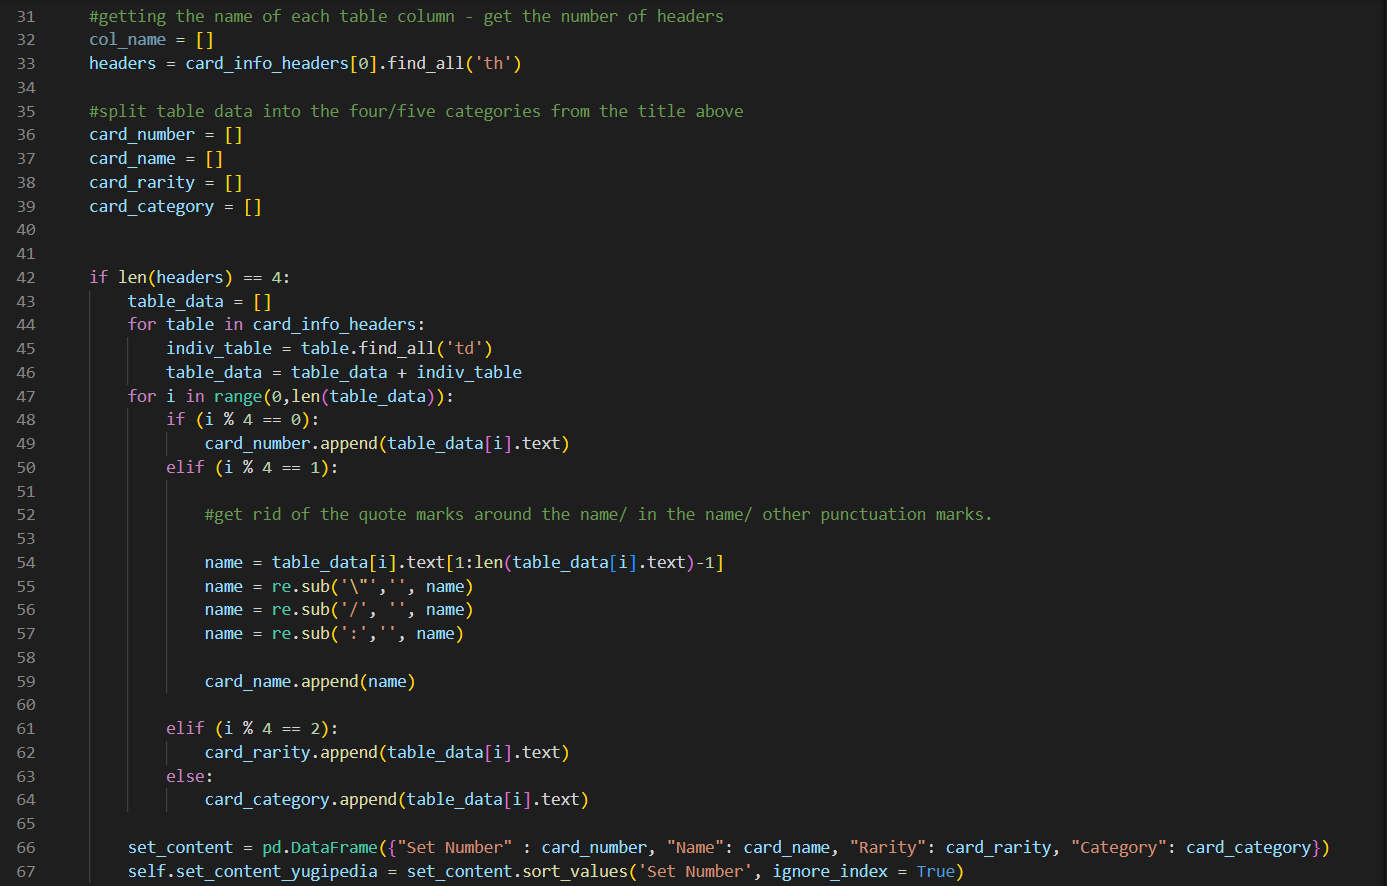 31 #getting the name of each table column - get the number of headers
32 col_name = []
33 headers = card_info_headers[0].find_all('th')
34
35 #split table data into the four/five categories from the title above
36 card_number = []
37 card_name = []
38 card_rarity = []
39 card_category = []
40
41
42 if len(headers) == 4:
43 table_data = []
44 for table in card_info_headers:
45 indiv_table = table.find_all('td')
46 table_data = table_data + indiv_table
47 for i in range(0,len(table_data)):
48 if (i % 4 == 0):
49 card_number.append(table_data[i].text)
50 elif (i % 4 == 1):
51
52 #get rid of the quote marks around the name/ in the name/ other punctuation marks.
53
54 name = table_data[i].text[1:len(table_data[i].text)-1]
55 name = re.sub('\"','', name)
56 name = re.sub('/', '', name)
57 name = re.sub(':','', name)
58
59 card_name.append(name)
60
61 elif (i % 4 == 2):
62 card_rarity.append(table_data[i].text)
63 else:
64 card_category.append(table_data[i].text)
65
66 set_content = pd.DataFrame({"Set Number" : card_number, "Name": card_name, "Rarity": card_rarity, "Category": card_category})
67 self.set_content_yugipedia = set_content.sort_values('Set Number', ignore_index = True)